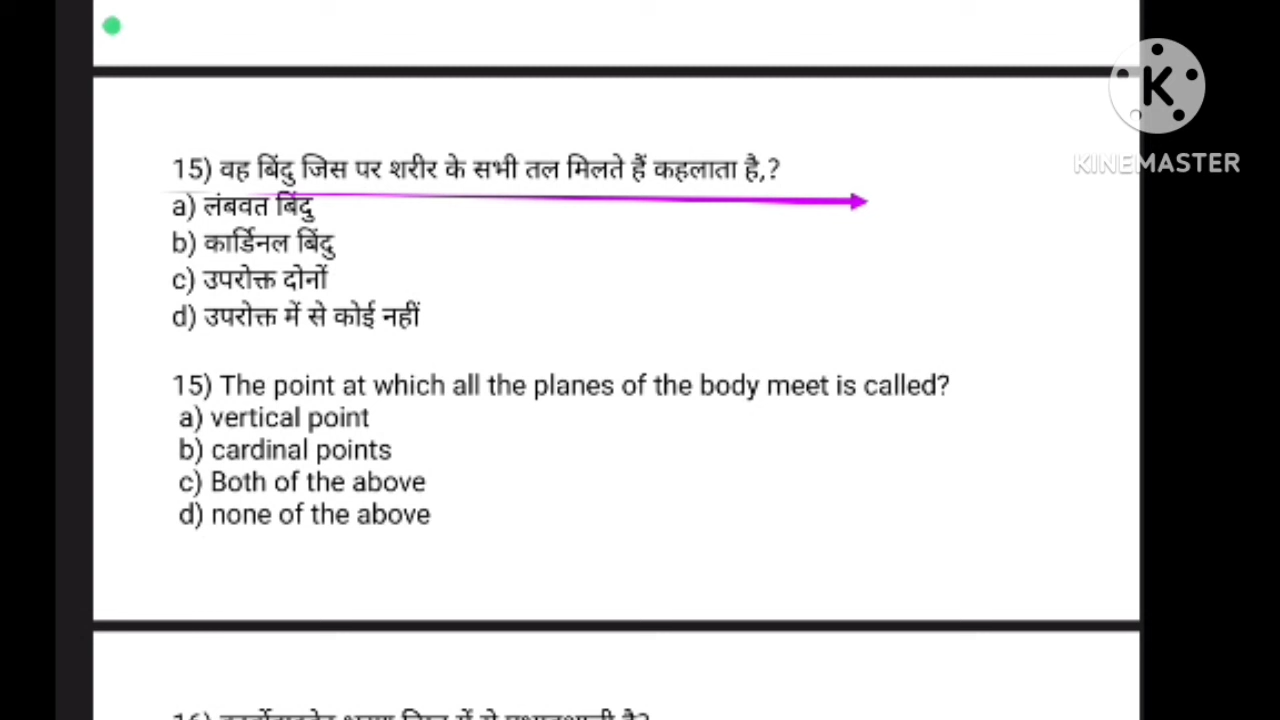 K
KINEMASTER
15) वह बिंदु जिस पर शरीर के सभी तल मिलते हैं कहलाता है,?
a) लंबवत बिंदु
b) कार्डिनल बिंदु
c) उपरोक्त दोनों
d) उपरोक्त में से कोई नहीं
15) The point at which all the planes of the body meet is called?
a) vertical point
b) cardinal points
c) Both of the above
d) none of the above